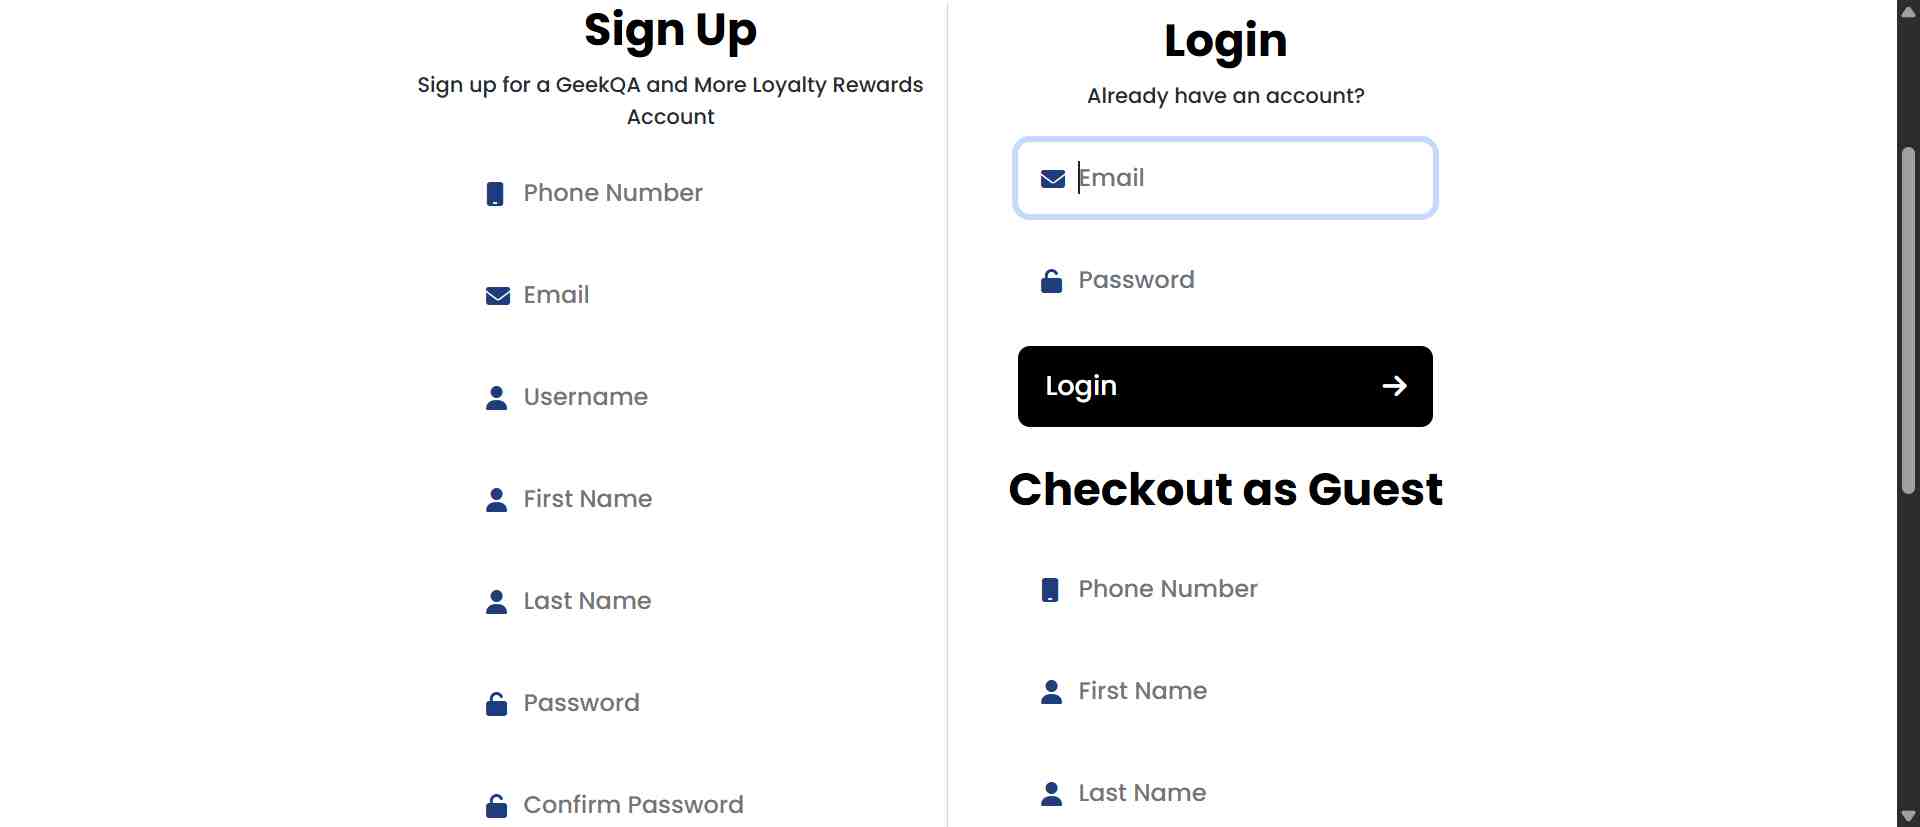 Sign Up
Sign up for a GeekQA and More Loyalty Rewards
Account
Phone Number
Email
Username
First Name
Last Name
Password
Confirm Password
Login
Already have an account?
Email
Password
Login
Checkout as Guest
Phone Number
First Name
Last Name